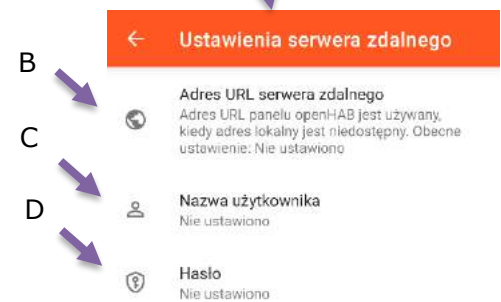 Ustawienia serwera zdalnego
B
Adres URL serwera zdalnego
Adres URL panelu openHAB jest używany,
kiedy adres lokalny jest niedostępny. Obecne
ustawienie: Nie ustawiono
C
Nazwa użytkownika
Nie ustawiono
D
Hasło
Nie ustawiono